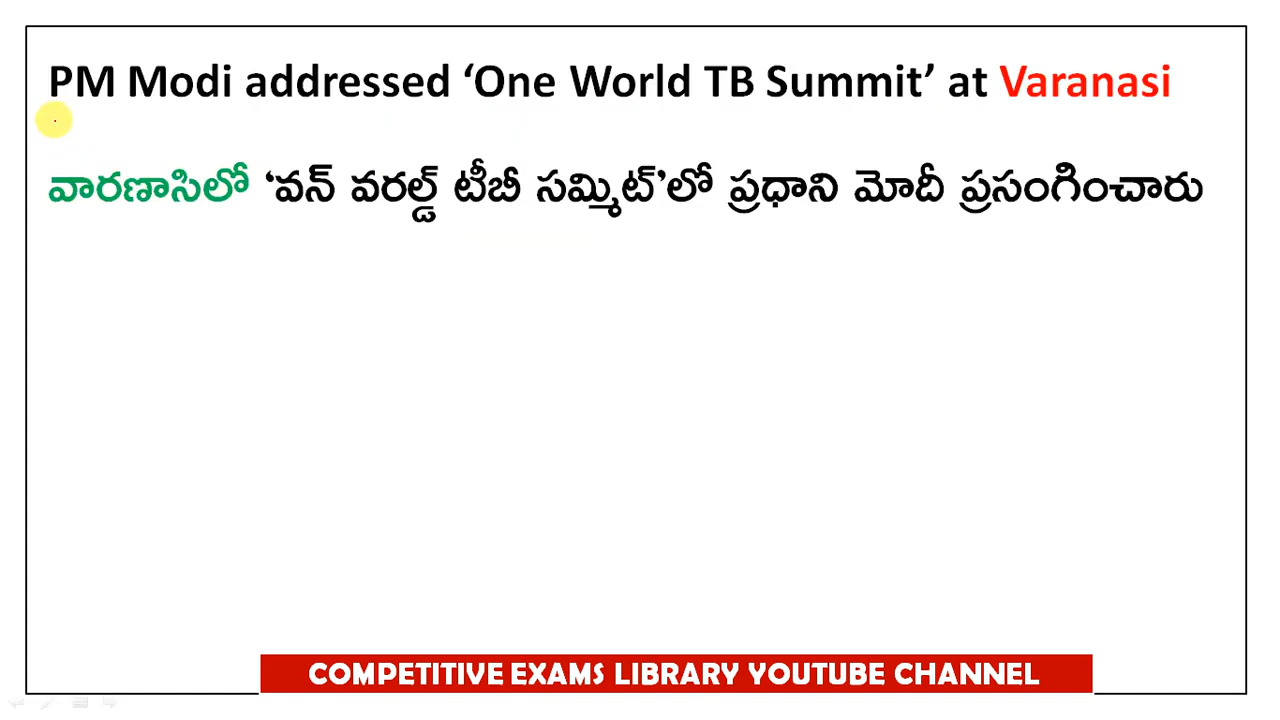 PM Modi addressed ‘One World TB Summit’ at Varanasi
వారణాసిలో ‘వన్ వరల్డ్ టీబీ సమ్మిట్’లో ప్రధాని మోదీ ప్రసంగించారు
COMPETITIVE EXAMS LIBRARY YOUTUBE CHANNEL